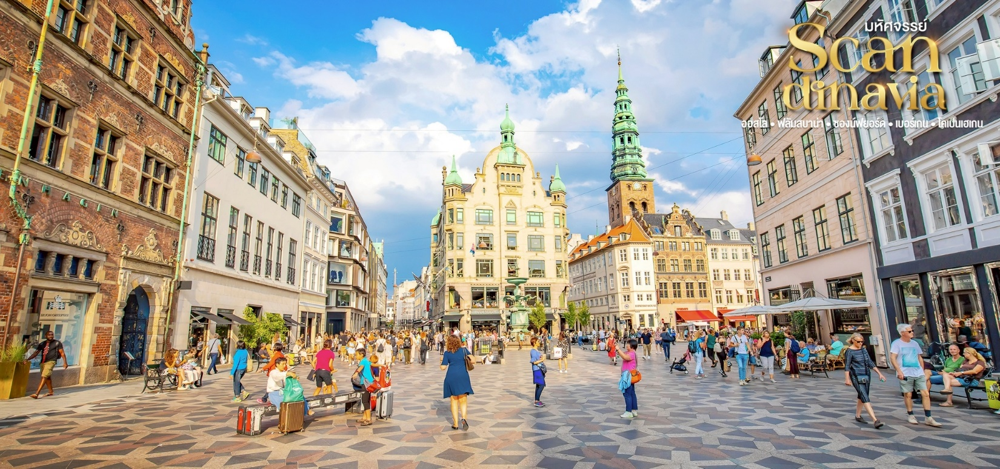 มหัศจรรย์
Scan
dinavia
ออสโล • ฟลัมสบาน่า • ซองน์ฟยอร์ด • เบอร์เกน • โคเปนเฮเกน